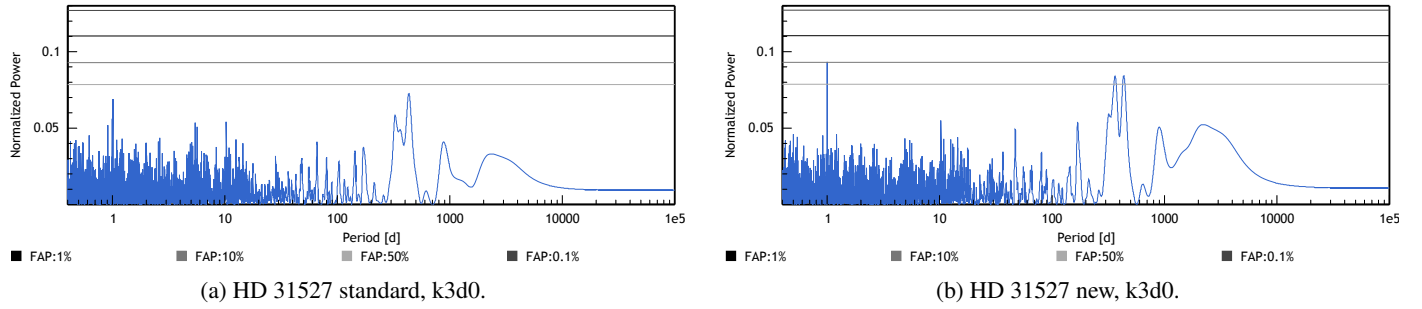 0.1
0.05
Normalized Power
1 10 100 1000 10000 1e5
Period [d]
FAP:1% FAP:10% FAP:50% FAP:0.1%
(a) HD 31527 standard, k3d0.
0.1
0.05
Normalized Power
1 10 100 1000 10000 1e5
Period [d]
FAP:1% FAP:10% FAP:50% FAP:0.1%
(b) HD 31527 new, k3d0.